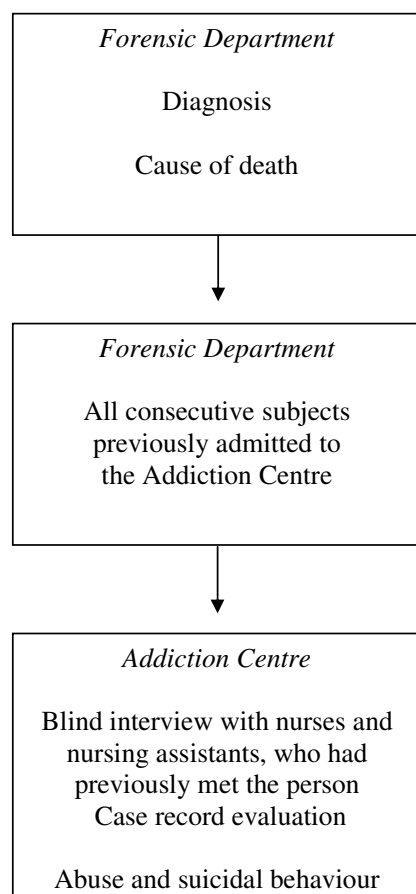 Forensic Department
Diagnosis
Cause of death
Forensic Department
All consecutive subjects
previously admitted to
the Addiction Centre
Addiction Centre
Blind interview with nurses and
nursing assistants, who had
previously met the person
Case record evaluation
Abuse and suicidal behaviour